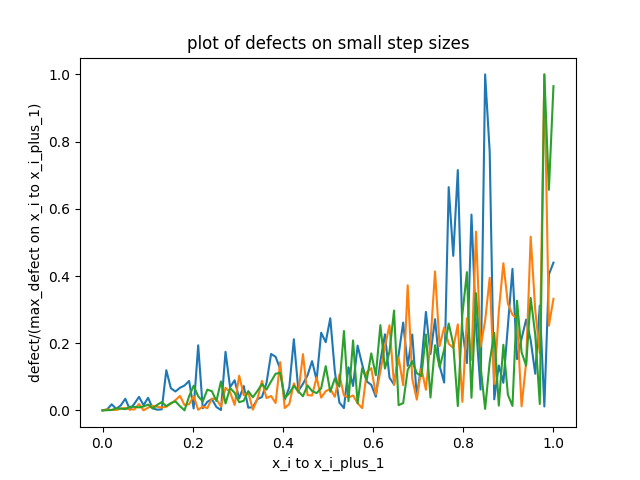 plot of defects on small step sizes
defect/(max_defect on x_i to x_i_plus_1)
1.0
0.8
0.6
0.4
0.2
0.0
0.0 0.2 0.4 0.6 0.8 1.0
x_i to x_i_plus_1